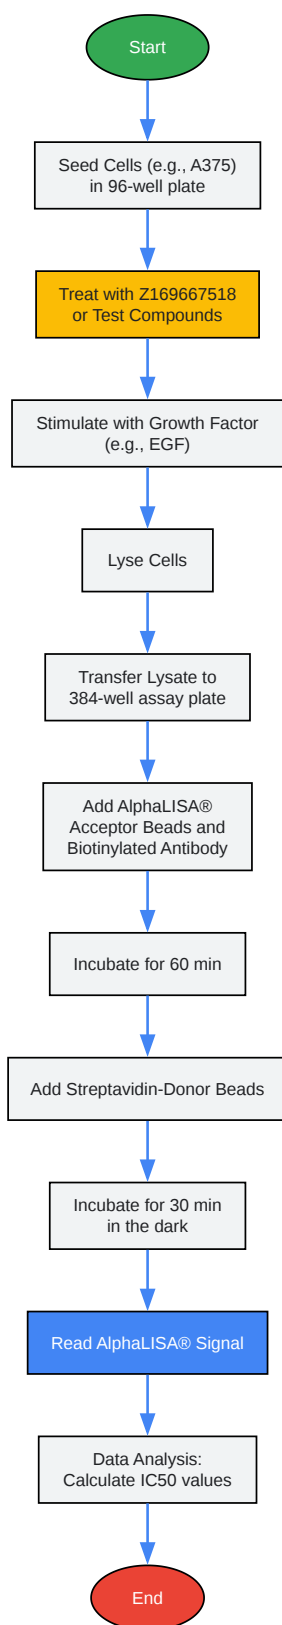 Start
Seed Cells (e.g., A375)
in 96-well plate
Treat with Z169667518
or Test Compounds
Stimulate with Growth Factor
(e.g., EGF)
Lyse Cells
Transfer Lysate to
384-well assay plate
Add AlphaLISA®
Acceptor Beads and
Biotinylated Antibody
Incubate for 60 min
Add Streptavidin-Donor Beads
Incubate for 30 min
in the dark
Read AlphaLISA® Signal
Data Analysis:
Calculate IC50 values
End